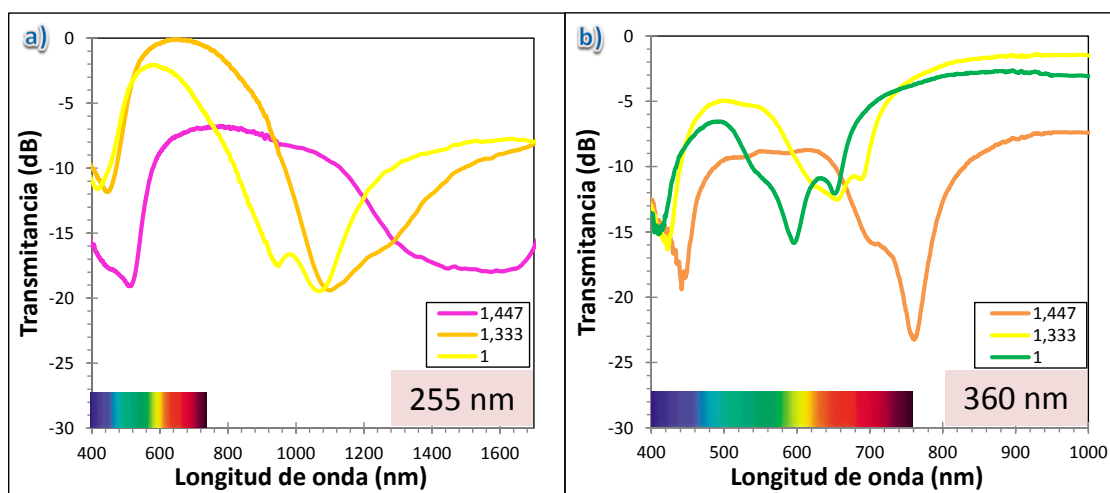 a)
Transmitancia (dB)
0
-5
-10
-15
-20
-25
-30
1,447
1,333
1
255 nm
400 600 800 1000 1200 1400 1600
Longitud de onda (nm)
b)
Transmitancia (dB)
0
-5
-10
-15
-20
-25
-30
1,447
1,333
1
360 nm
400 500 600 700 800 900 1000
Longitud de onda (nm)